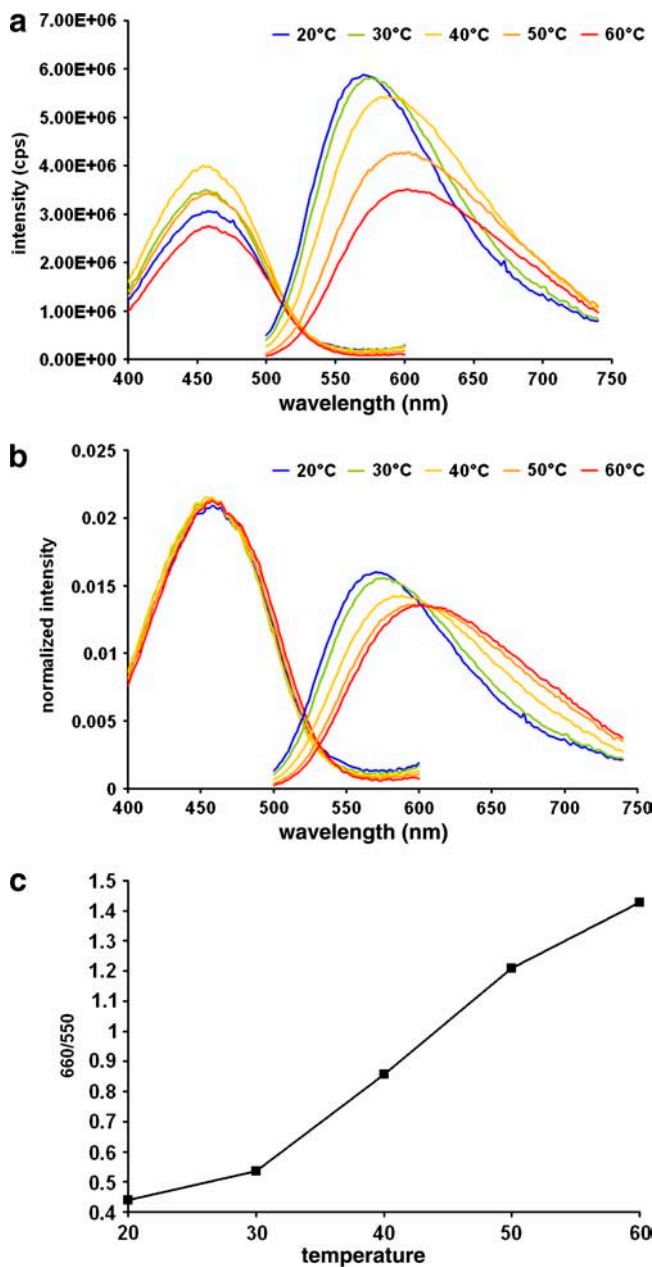 a
7.00E+06
20°C 30°C 40°C 50°C 60°C
6.00E+06
5.00E+06
4.00E+06
3.00E+06
2.00E+06
1.00E+06
0.00E+00
intensity (cps)
400 450 500 550 600 650 700 750
wavelength (nm)
b
0.025
20°C 30°C 40°C 50°C 60°C
0.02
0.015
0.01
0.005
0
normalized intensity
400 450 500 550 600 650 700 750
wavelength (nm)
c
1.5
1.4
1.3
1.2
1.1
1
0.9
0.8
0.7
0.6
0.5
0.4
660/550
20 30 40 50 60
temperature